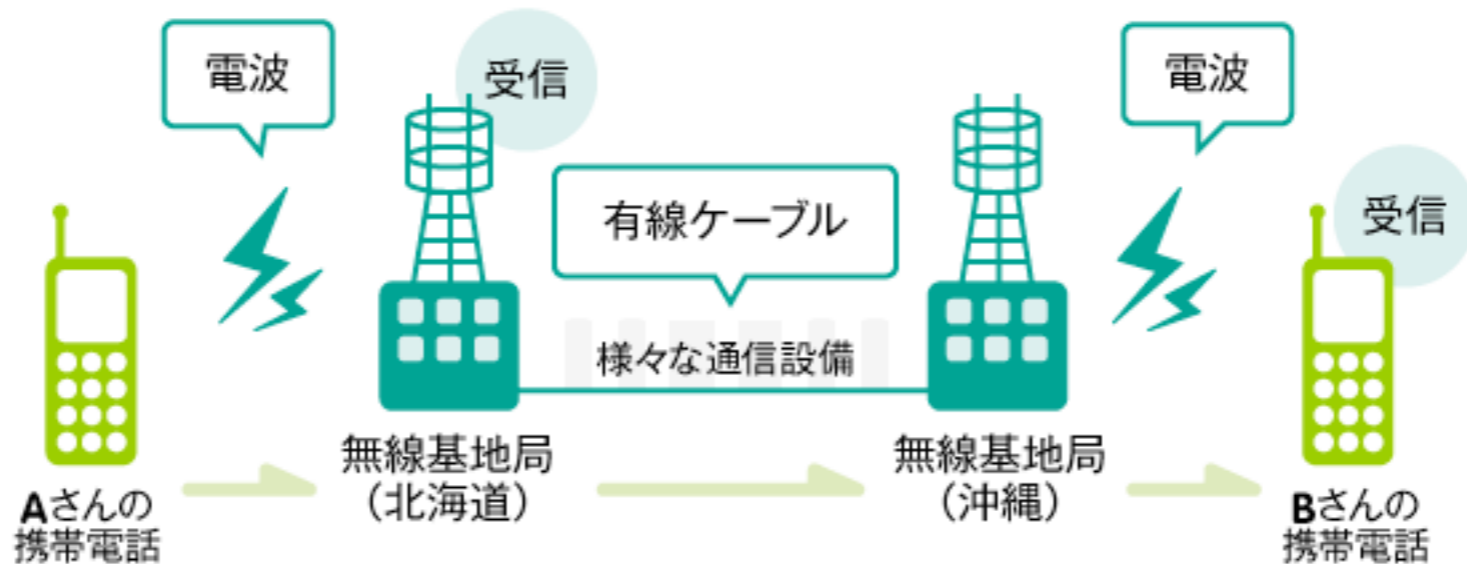 電波
受信
電波
受信
有線ケーブル
様々な通信設備
無線基地局
（北海道）
無線基地局
（沖縄）
Aさんの
携帯電話
Bさんの
携帯電話